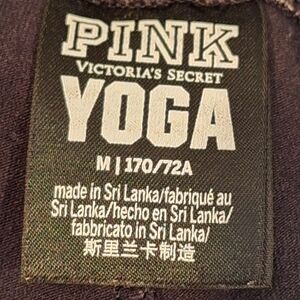 PINK
VICTORIA'S SECRET
YOGA
M | 170/72A
made in Sri Lanka/fabriqué au
Sri Lanka/hecho en Sri Lanka/
fabbricato in Sri Lanka/
斯里兰卡制造